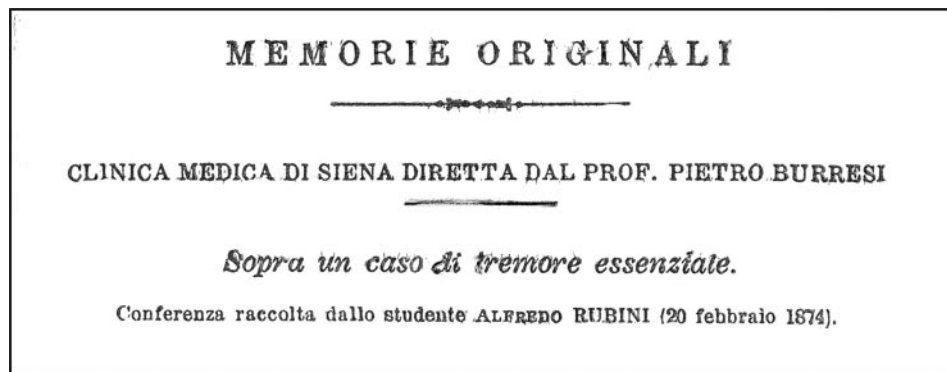 MEMORIE ORIGINALI
CLINICA MEDICA DI SIENA DIRETTA DAL PROF. PIETRO BURRESI
Sopra un caso di tremore essenziale.
Conferenza raccolta dallo studente ALFREDO RUBINI (20 febbraio 1874).